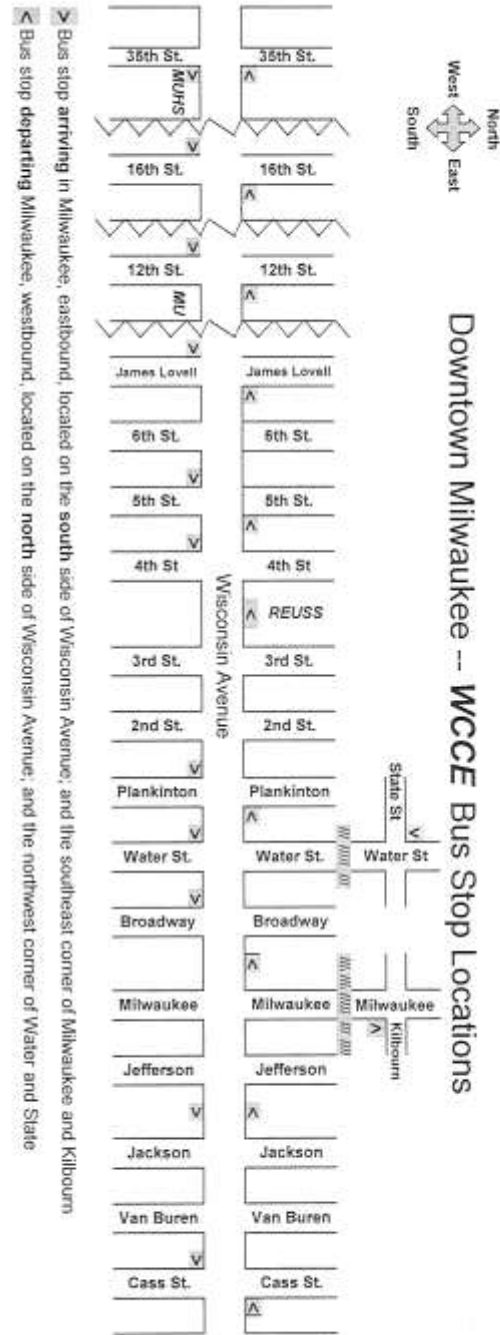 Downtown Milwaukee -- WCCE Bus Stop Locations
North
West
East
South
35th St. 35th St.
MUHS
16th St. 16th St.
12th St. 12th St.
MU
James Lovell James Lovell
6th St. 6th St.
5th St. 5th St.
4th St 4th St
REUSS
Wisconsin Avenue
3rd St. 3rd St.
2nd St. 2nd St.
Plankinton Plankinton
State St
Water St. Water St. Water St
Broadway Broadway
Milwaukee Milwaukee Milwaukee
Kilbourn
Jefferson Jefferson
Jackson Jackson
Van Buren Van Buren
Cass St. Cass St.
Bus stop arriving in Milwaukee, eastbound, located on the south side of Wisconsin Avenue; and the southeast corner of Milwaukee and Kilbourn
Bus stop departing Milwaukee, westbound, located on the north side of Wisconsin Avenue; and the northwest corner of Water and State